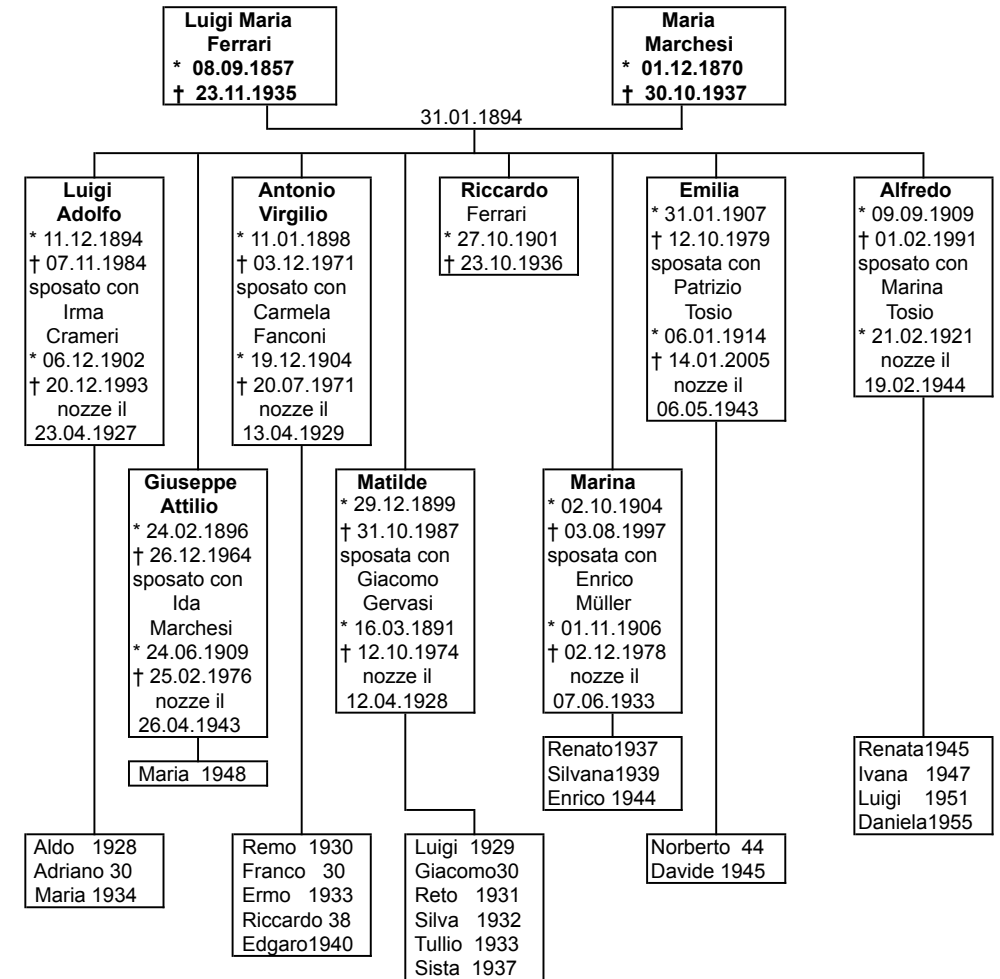 Luigi Maria
Ferrari
* 08.09.1857
† 23.11.1935
Maria
Marchesi
* 01.12.1870
† 30.10.1937
31.01.1894
Luigi
Adolfo
* 11.12.1894
† 07.11.1984
sposato con
Irma
Crameri
* 06.12.1902
† 20.12.1993
nozze il
23.04.1927
Antonio
Virgilio
* 11.01.1898
† 03.12.1971
sposato con
Carmela
Fanconi
* 19.12.1904
† 20.07.1971
nozze il
13.04.1929
Riccardo
Ferrari
* 27.10.1901
† 23.10.1936
Emilia
* 31.01.1907
† 12.10.1979
sposata con
Patrizio
Tosio
* 06.01.1914
† 14.01.2005
nozze il
06.05.1943
Alfredo
* 09.09.1909
† 01.02.1991
sposato con
Marina
Tosio
* 21.02.1921
nozze il
19.02.1944
Giuseppe
Attilio
* 24.02.1896
† 26.12.1964
sposato con
Ida
Marchesi
* 24.06.1909
† 25.02.1976
nozze il
26.04.1943
Matilde
* 29.12.1899
† 31.10.1987
sposata con
Giacomo
Gervasi
* 16.03.1891
† 12.10.1974
nozze il
12.04.1928
Marina
* 02.10.1904
† 03.08.1997
sposata con
Enrico
Müller
* 01.11.1906
† 02.12.1978
nozze il
07.06.1933
Maria 1948
Renato1937
Silvana1939
Enrico 1944
Renata1945
Ivana 1947
Luigi 1951
Daniela1955
Aldo 1928
Adriano 30
Maria 1934
Remo 1930
Franco 30
Ermo 1933
Riccardo 38
Edgaro1940
Luigi 1929
Giacomo30
Reto 1931
Silva 1932
Tullio 1933
Sista 1937
Norberto 44
Davide 1945